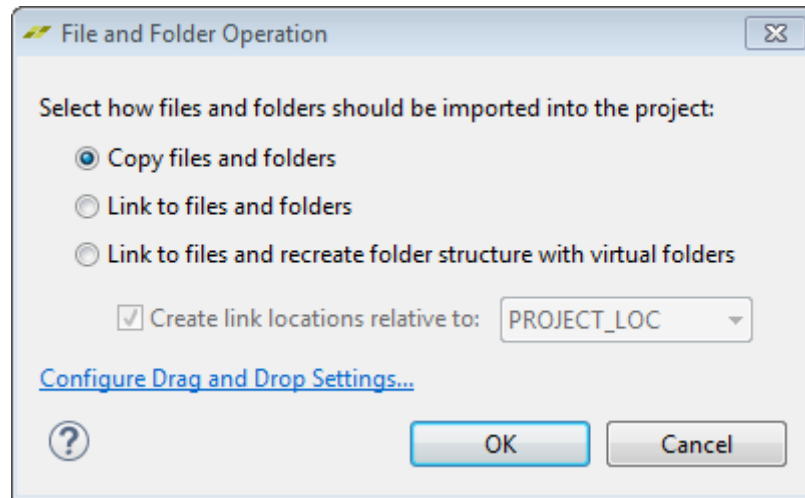 File and Folder Operation
Select how files and folders should be imported into the project:
Copy files and folders
Link to files and folders
Link to files and recreate folder structure with virtual folders
Create link locations relative to: PROJECT_LOC
Configure Drag and Drop Settings...
? OK Cancel